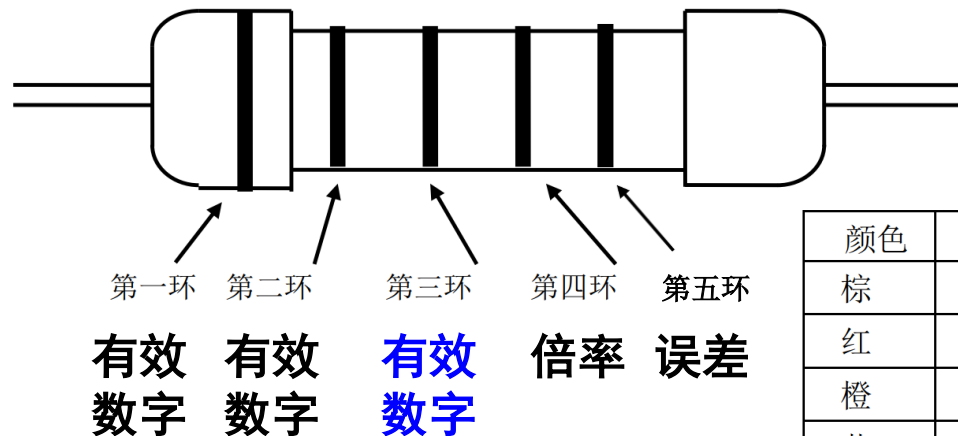 第一环 第二环 第三环 第四环 第五环
有效 有效 有效 倍率 误差
数字 数字 数字
颜色
棕
红
橙